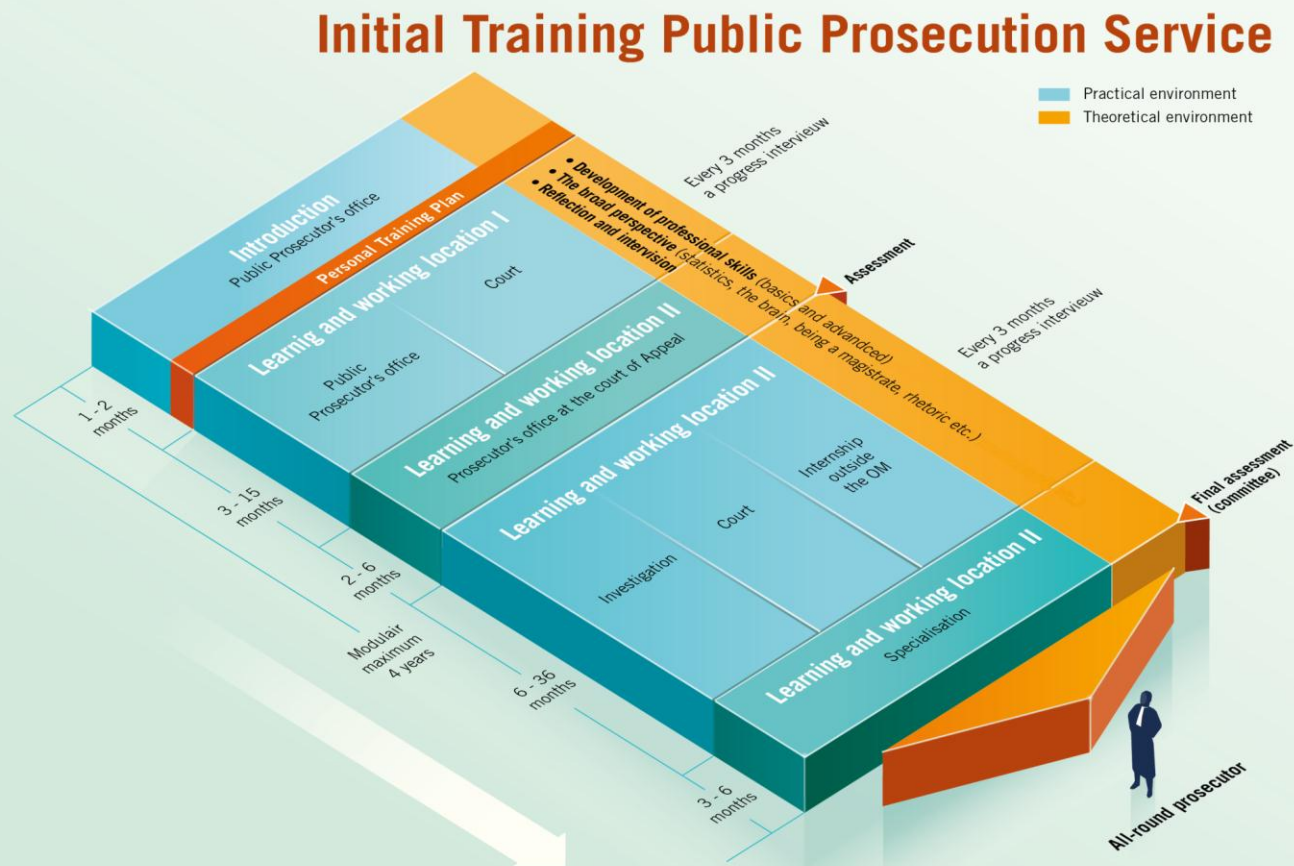 Initial Training Public Prosecution Service
Practical environment
Theoretical environment
Introduction
Public Prosecutor's office
Personal Training Plan
Learnig and working location I
Public
Prosecutor's office
Court
Learning and working location II
Prosecutor's office at the court of Appeal
Learning and working location II
Investigation
Court
Internship
outside
the OM
Learning and working location II
Specialisation
• Development of professional skills (basics and advandced)
• The broad perspective (statistics, the brain, being a magistrate, rhetoric etc.)
• Reflection and intervision
Every 3 months
a progress intervieuw
Assessment
Every 3 months
a progress intervieuw
Final assessment
(committee)
1 - 2
months
3 - 15
months
2 - 6
months
Modulair
maximum
4 years
6 - 36
months
3 - 6
months
All-round prosecutor